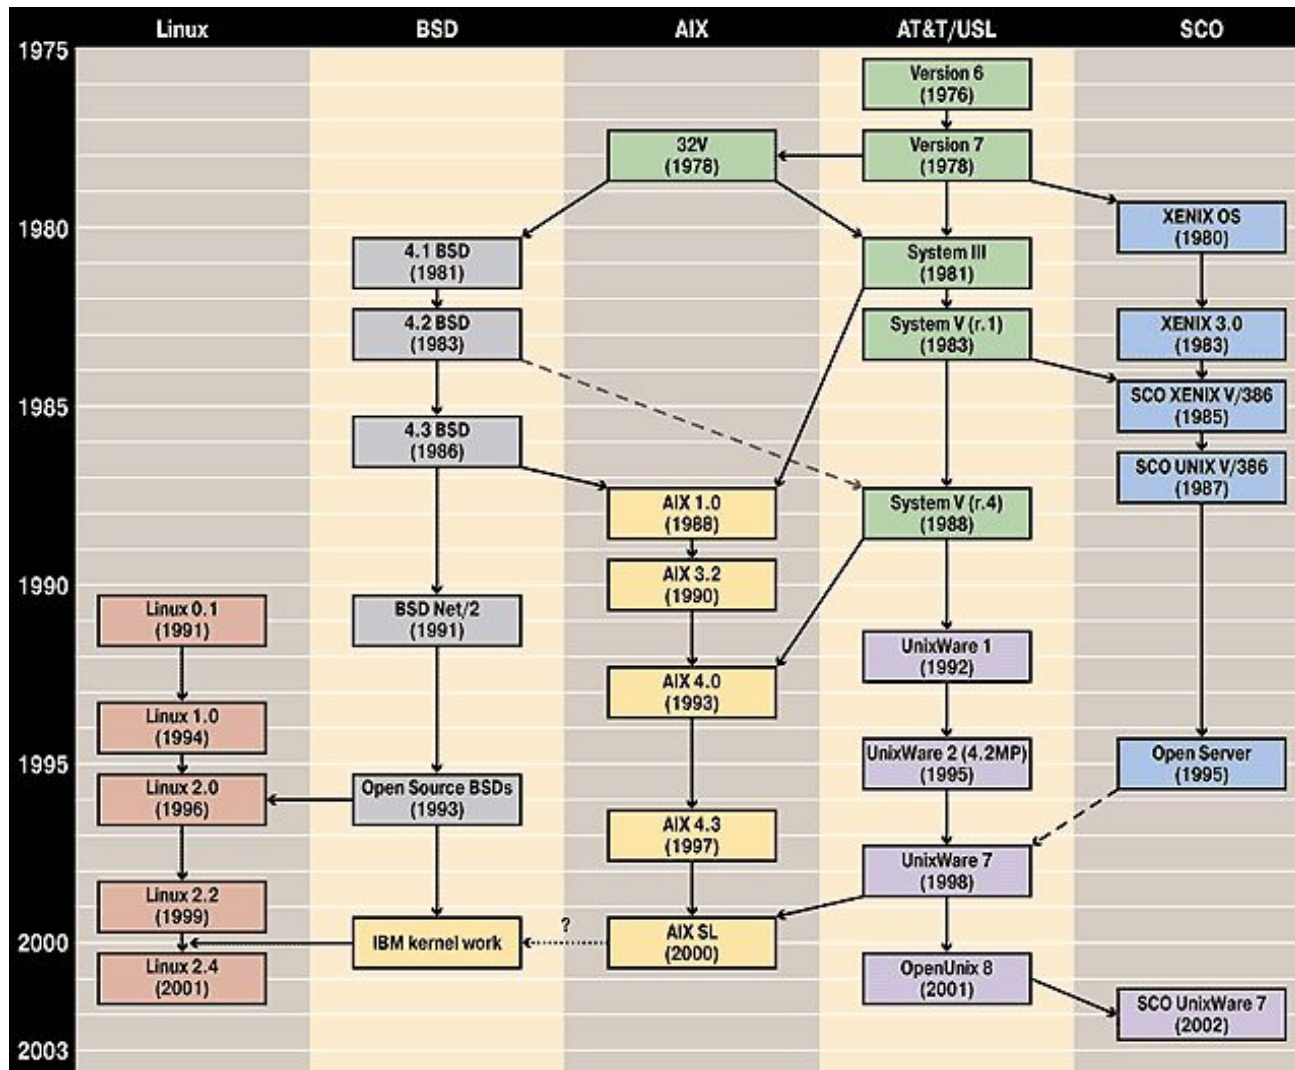 Linux
BSD
AIX
AT&T/USL
SCO
1975
Version 6
(1976)
32V
(1978)
Version 7
(1978)
1980
XENIX OS
(1980)
4.1 BSD
(1981)
System III
(1981)
4.2 BSD
(1983)
System V (r.1)
(1983)
XENIX 3.0
(1983)
1985
SCO XENIX V/386
(1985)
4.3 BSD
(1986)
SCO UNIX V/386
(1987)
AIX 1.0
(1988)
System V (r.4)
(1988)
AIX 3.2
(1990)
1990
Linux 0.1
(1991)
BSD Net/2
(1991)
UnixWare 1
(1992)
AIX 4.0
(1993)
Linux 1.0
(1994)
UnixWare 2 (4.2MP)
(1995)
Open Server
(1995)
1995
Linux 2.0
(1996)
Open Source BSDs
(1993)
AIX 4.3
(1997)
UnixWare 7
(1998)
Linux 2.2
(1999)
?
2000
IBM kernel work
AIX SL
(2000)
Linux 2.4
(2001)
OpenUnix 8
(2001)
SCO UnixWare 7
(2002)
2003